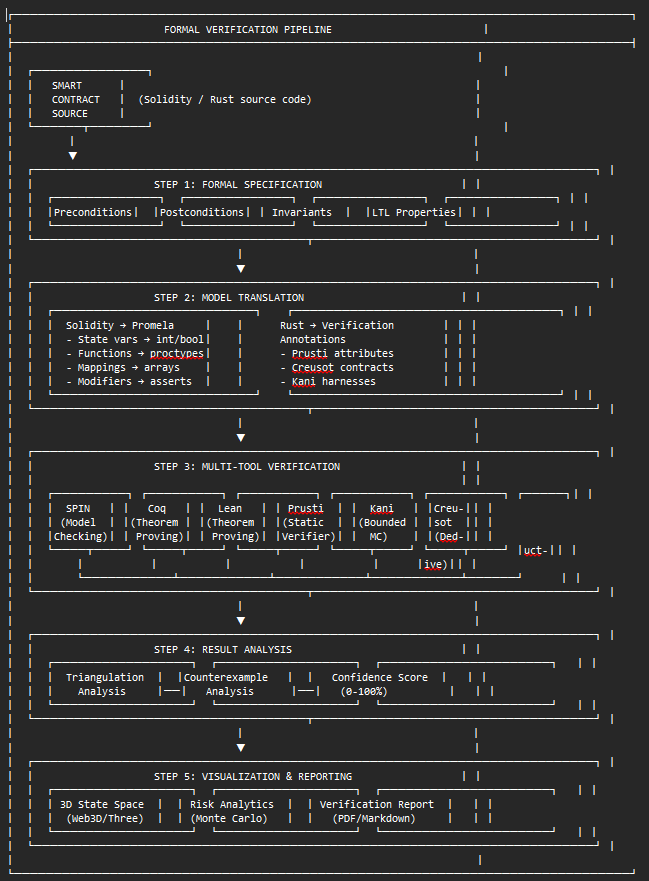 FORMAL VERIFICATION PIPELINE
SMART
CONTRACT (Solidity / Rust source code)
SOURCE
STEP 1: FORMAL SPECIFICATION
Preconditions Postconditions Invariants LTL Properties
STEP 2: MODEL TRANSLATION
Solidity → Promela Rust → Verification
- State vars → int/bool Annotations
- Functions → proctypes - Prusti attributes
- Mappings → arrays - Creusot contracts
- Modifiers → asserts - Kani harnesses
STEP 3: MULTI-TOOL VERIFICATION
SPIN Coq Lean Prusti Kani Creu-
(Model (Theorem (Theorem (Static (Bounded sot
Checking) Proving) Proving) Verifier) MC) (Ded-
uct-
ive)
STEP 4: RESULT ANALYSIS
Triangulation Counterexample Confidence Score
Analysis Analysis (0-100%)
STEP 5: VISUALIZATION & REPORTING
3D State Space Risk Analytics Verification Report
(Web3D/Three) (Monte Carlo) (PDF/Markdown)